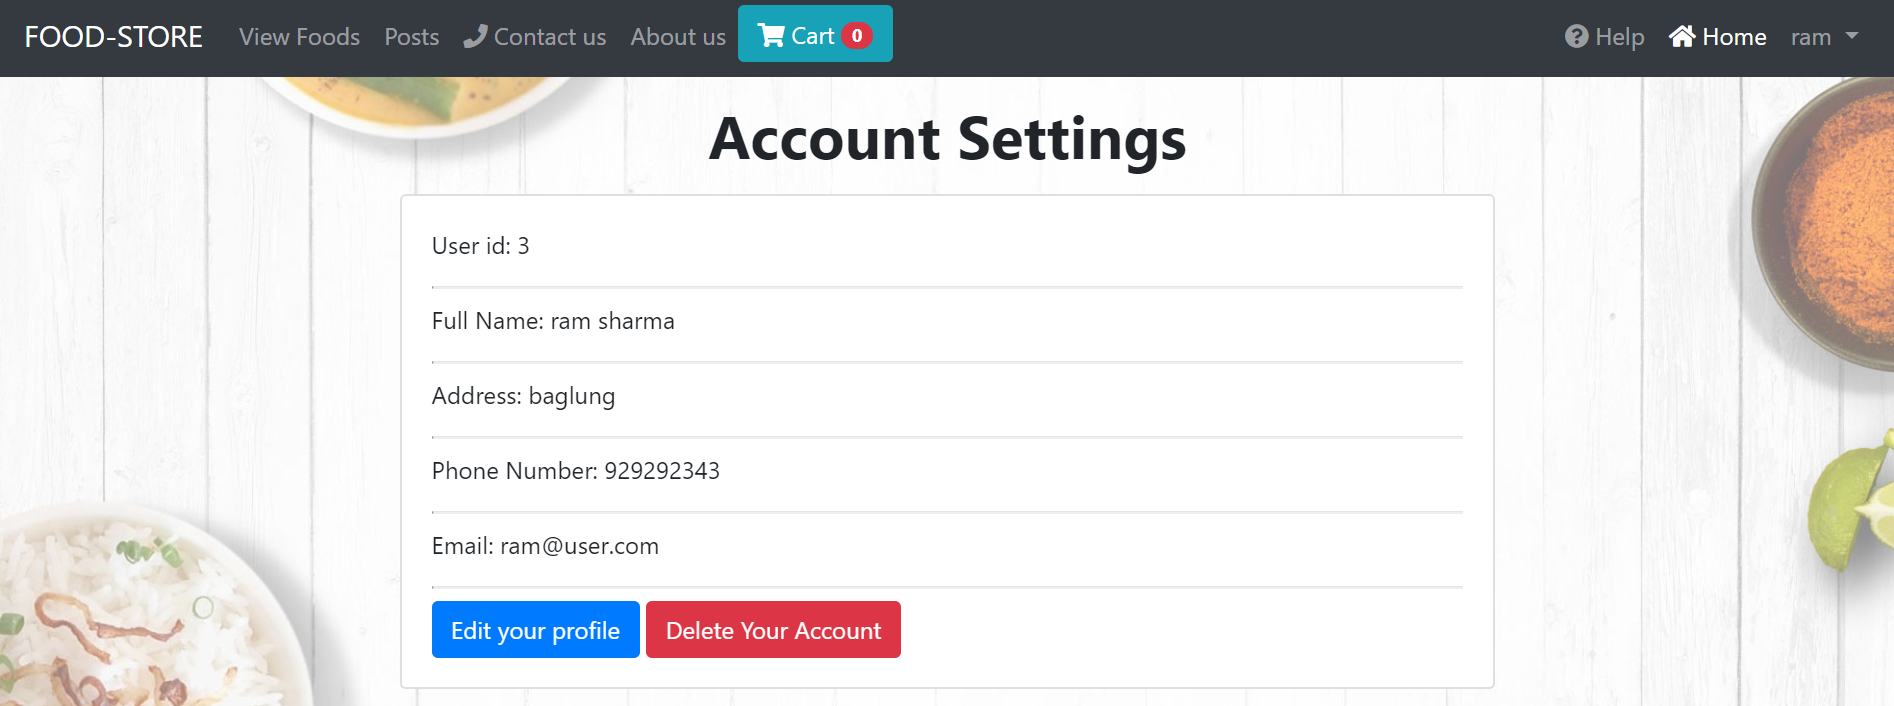 FOOD-STORE View Foods Posts Contact us About us Cart 0 Help Home ram
Account Settings
User id: 3
Full Name: ram sharma
Address: baglung
Phone Number: 929292343
Email: ram@user.com
Edit your profile Delete Your Account